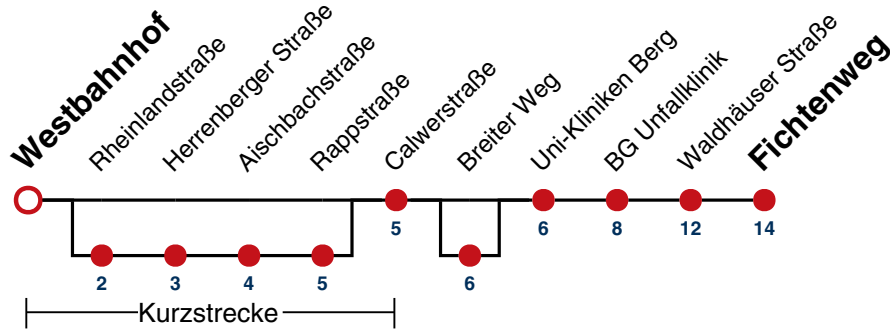 Westbahnhof
Rheinlandstraße
Herrenberger Straße
Aischbachstraße
Rappstraße
Calwerstraße
Breiter Weg
Uni-Kliniken Berg
BG Unfallklinik
Waldhäuser Straße
Fichtenweg
5
6
8
12
14
2
3
4
5
6
Kurzstrecke